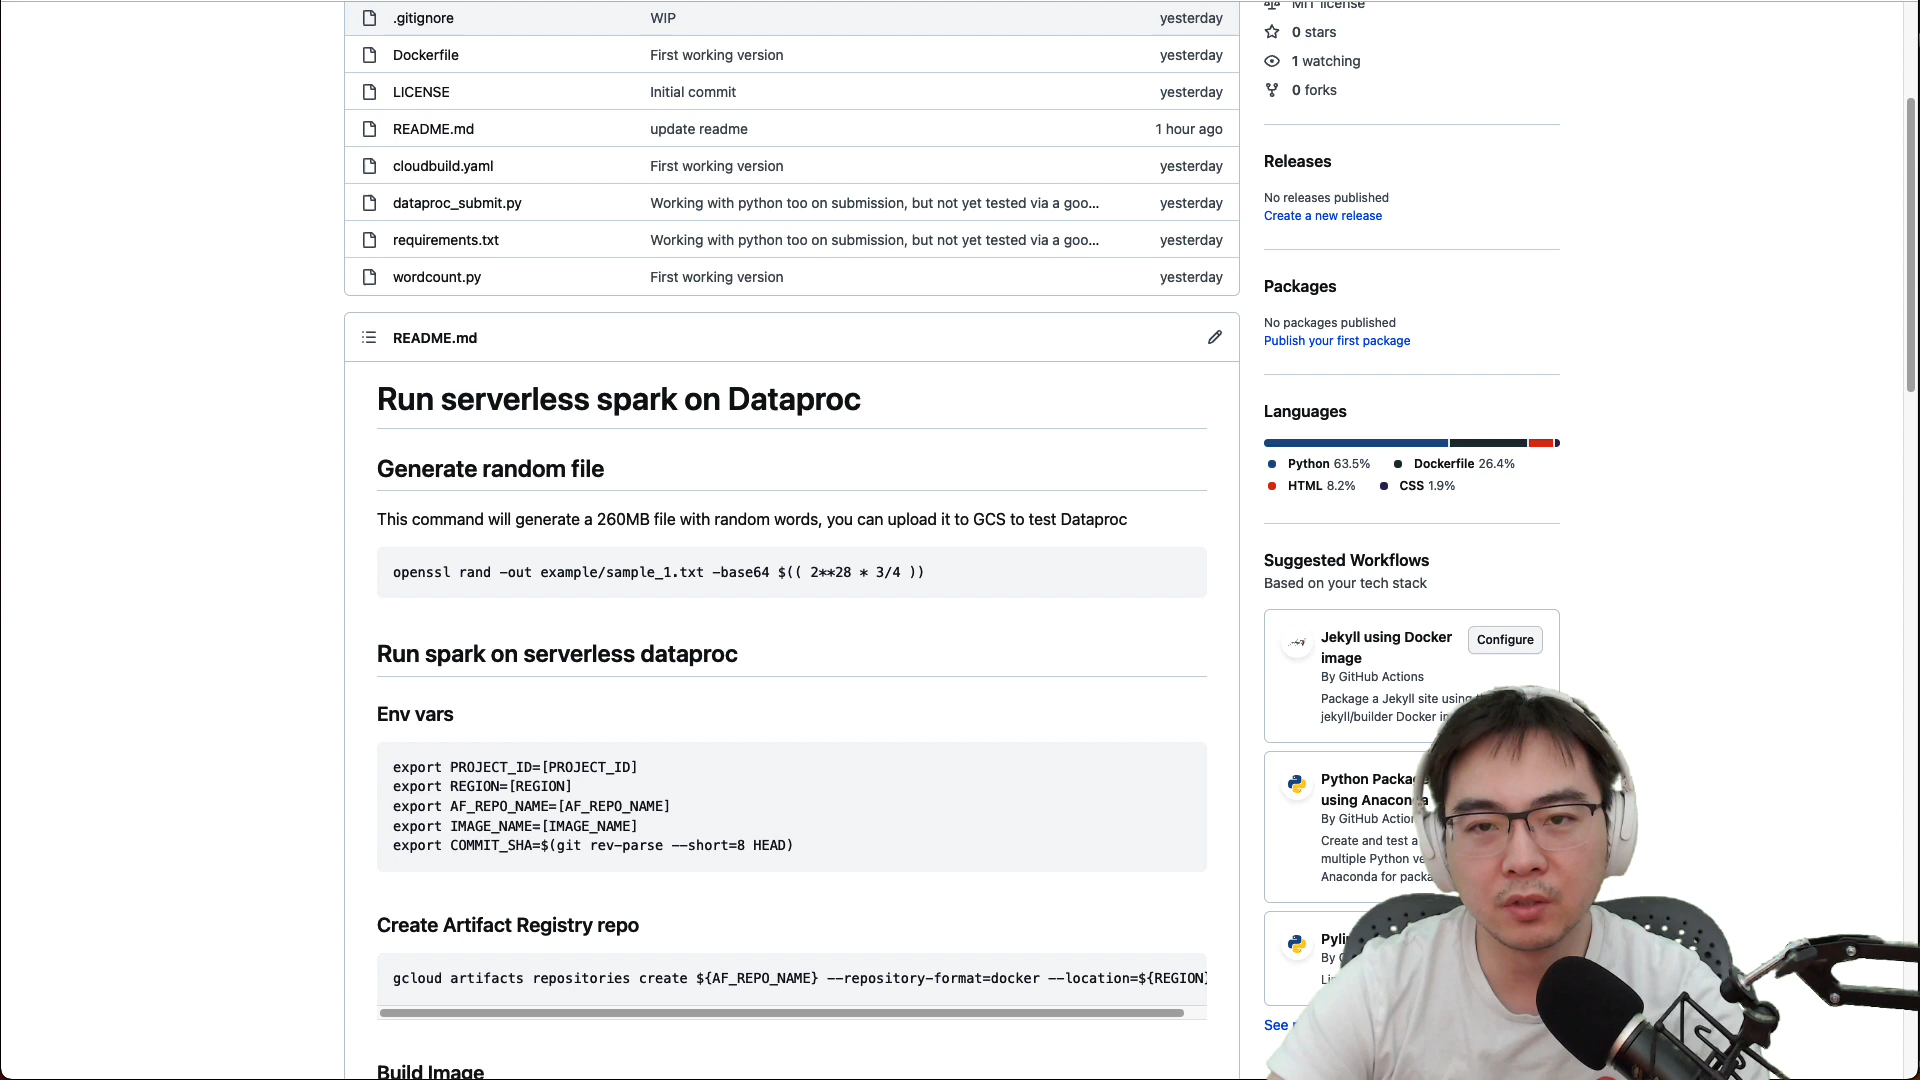 .gitignore WIP yesterday
Dockerfile First working version yesterday
LICENSE Initial commit yesterday
README.md update readme 1 hour ago
cloudbuild.yaml First working version yesterday
dataproc_submit.py Working with python too on submission, but not yet tested via a goo... yesterday
requirements.txt Working with python too on submission, but not yet tested via a goo... yesterday
wordcount.py First working version yesterday
README.md
Run serverless spark on Dataproc
Generate random file
This command will generate a 260MB file with random words, you can upload it to GCS to test Dataproc
openssl rand -out example/sample_1.txt -base64 $(( 2**28 * 3/4 ))
Run spark on serverless dataproc
Env vars
export PROJECT_ID=[PROJECT_ID]
export REGION=[REGION]
export AF_REPO_NAME=[AF_REPO_NAME]
export IMAGE_NAME=[IMAGE_NAME]
export COMMIT_SHA=$(git rev-parse --short=8 HEAD)
Create Artifact Registry repo
gcloud artifacts repositories create ${AF_REPO_NAME} --repository-format=docker --location=${REGION}
Build Image
MIT license
0 stars
1 watching
0 forks
Releases
No releases published
Create a new release
Packages
No packages published
Publish your first package
Languages
Python 63.5% Dockerfile 26.4%
HTML 8.2% CSS 1.9%
Suggested Workflows
Based on your tech stack
Jekyll using Docker
image
Configure
By GitHub Actions
Package a Jekyll site using
jekyll/builder Docker
Python
using
By GitHub
Create and test a
multiple Python
Anaconda for
By
See